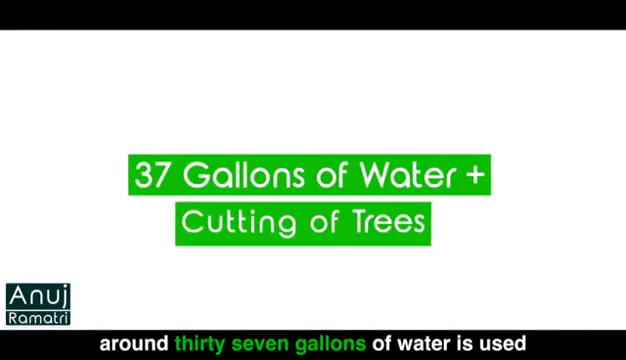 37 Gallons of Water +
Cutting of Trees
Anuj
Ramatri
around thirty seven gallons of water is used